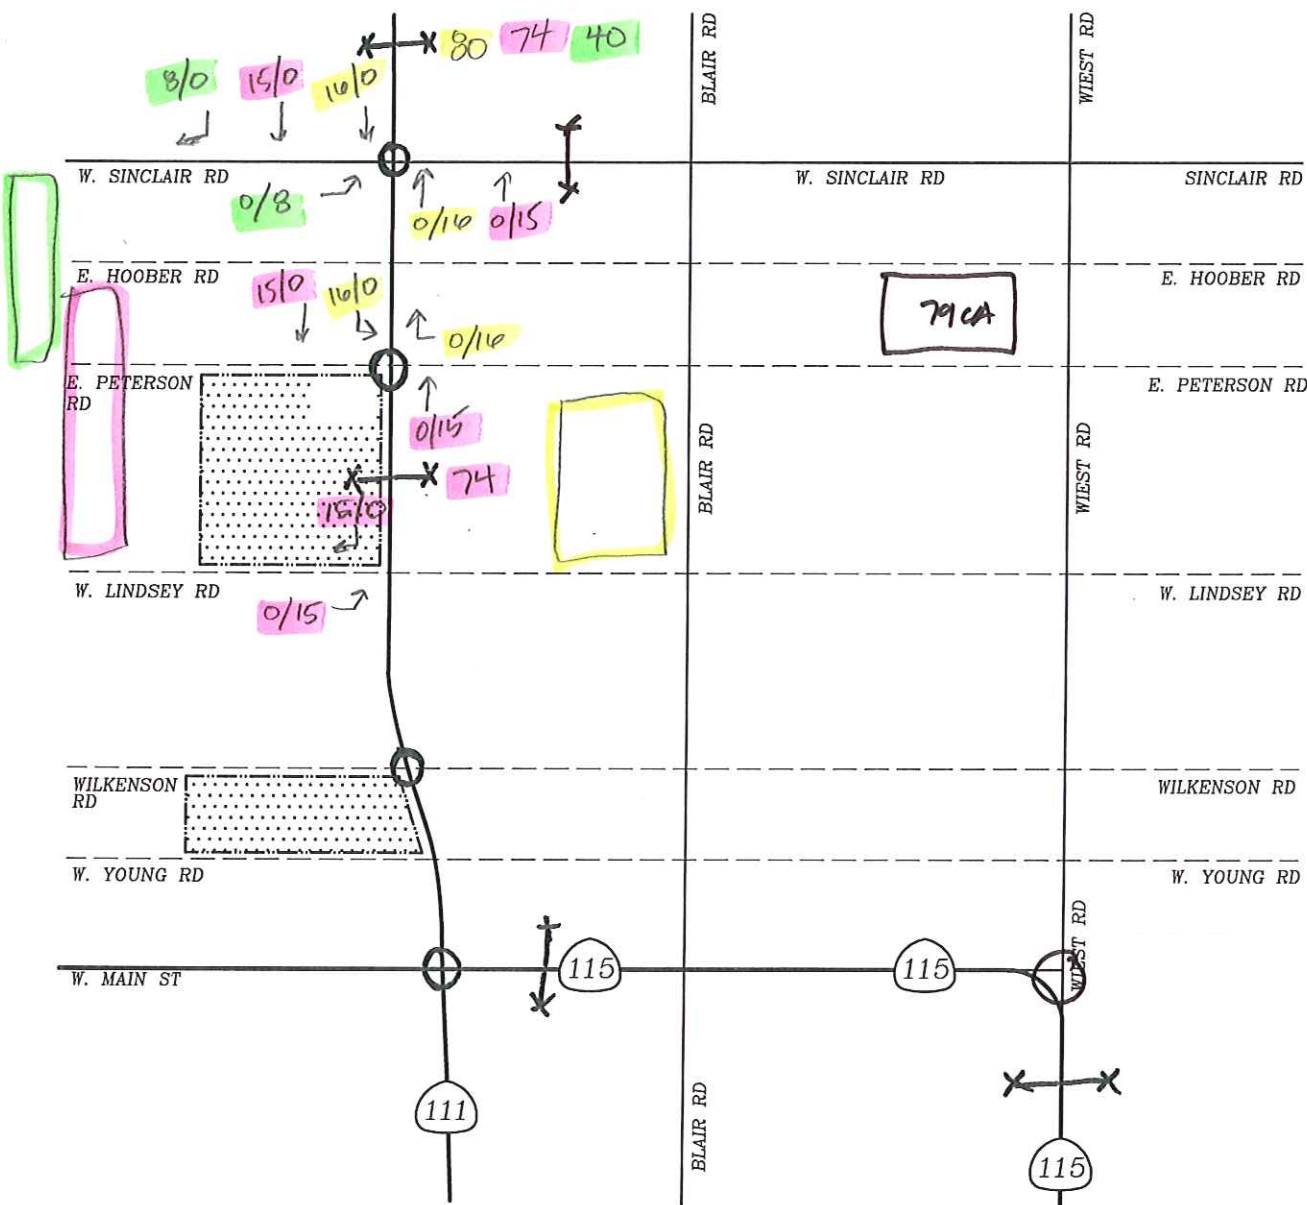 BLAIR RD
WIEST RD
80 74 40
8/0 15/0 16/0
W. SINCLAIR RD
W. SINCLAIR RD
SINCLAIR RD
0/8
0/16 0/15
E. HOOBER RD
E. HOOBER RD
15/0 16/0
0/16
E. PETERSON
RD
E. PETERSON RD
0/15
BLAIR RD
WIEST RD
74
15/0
W. LINDSEY RD
W. LINDSEY RD
0/15
WILKENSON
RD
WILKENSON RD
W. YOUNG RD
W. YOUNG RD
WIEST RD
W. MAIN ST
115
115
111
BLAIR RD
115